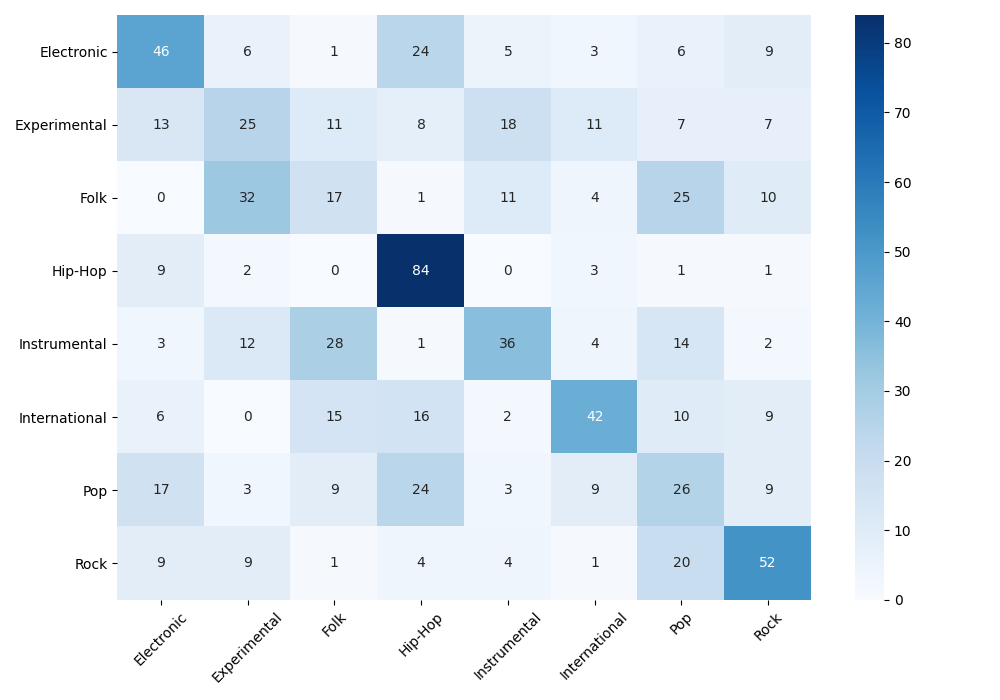 Electronic 46 6 1 24 5 3 6 9
Experimental 13 25 11 8 18 11 7 7
Folk 0 32 17 1 11 4 25 10
Hip-Hop 9 2 0 84 0 3 1 1
Instrumental 3 12 28 1 36 4 14 2
International 6 0 15 16 2 42 10 9
Pop 17 3 9 24 3 9 26 9
Rock 9 9 1 4 4 1 20 52
Electronic Experimental Folk Hip-Hop Instrumental International Pop Rock
80
70
60
50
40
30
20
10
0